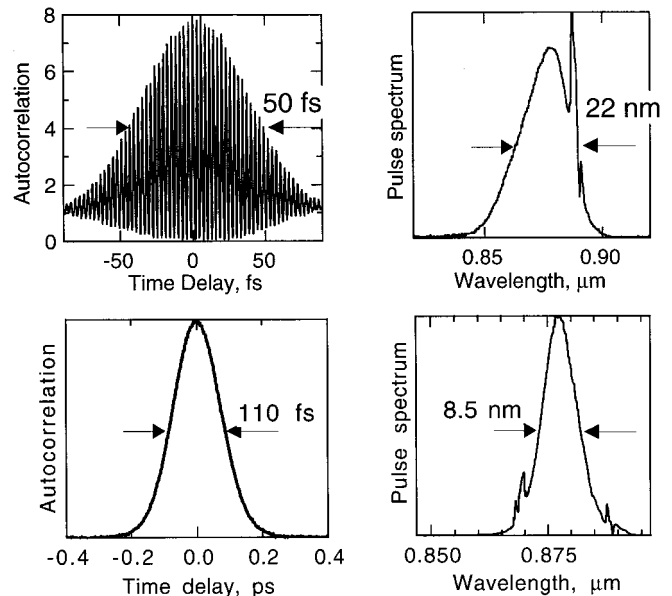 Autocorrelation
8
6
4
2
0
50 fs
-50
0
50
Time Delay, fs
Pulse spectrum
22 nm
0.85
0.90
Wavelength, μm
Autocorrelation
110 fs
-0.4
-0.2
0.0
0.2
0.4
Time delay, ps
Pulse spectrum
8.5 nm
0.850
0.875
Wavelength, μm